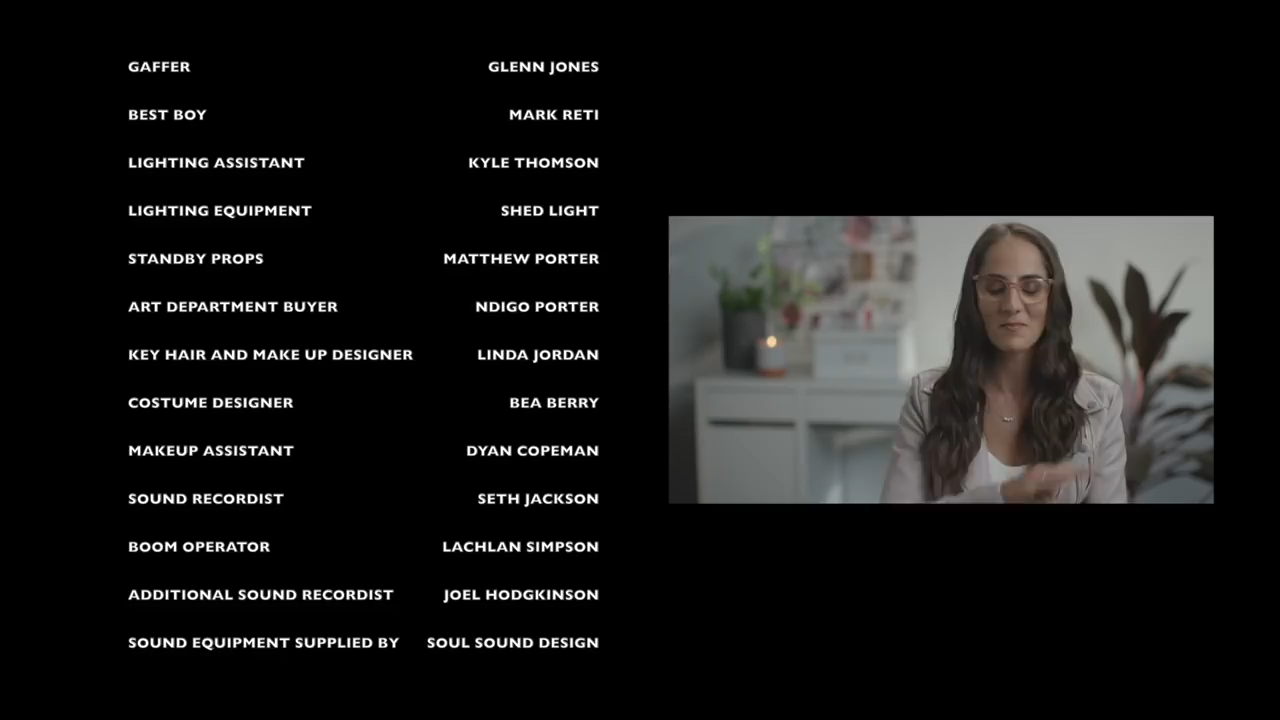 GAFFER GLENN JONES
BEST BOY MARK RETI
LIGHTING ASSISTANT KYLE THOMSON
LIGHTING EQUIPMENT SHED LIGHT
STANDBY PROPS MATTHEW PORTER
ART DEPARTMENT BUYER NDIGO PORTER
KEY HAIR AND MAKE UP DESIGNER LINDA JORDAN
COSTUME DESIGNER BEA BERRY
MAKEUP ASSISTANT DYAN COPEMAN
SOUND RECORDIST SETH JACKSON
BOOM OPERATOR LACHLAN SIMPSON
ADDITIONAL SOUND RECORDIST JOEL HODGKINSON
SOUND EQUIPMENT SUPPLIED BY SOUL SOUND DESIGN